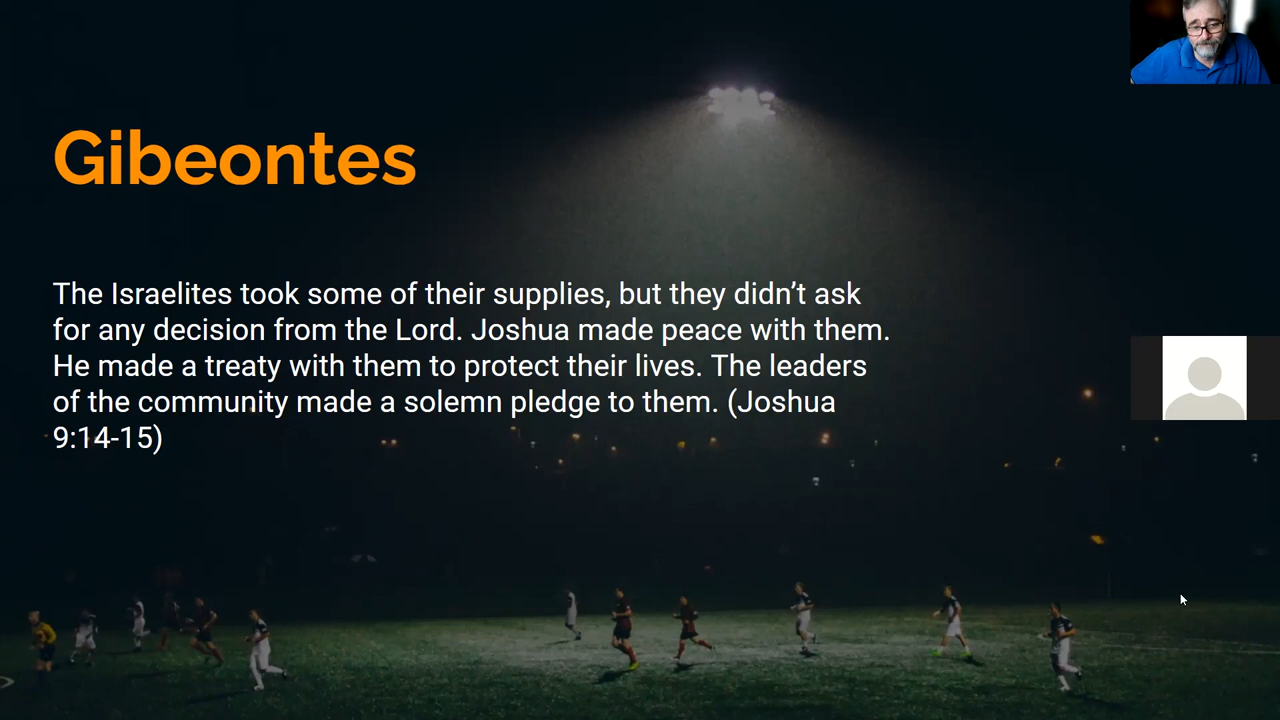 Gibeontes
The Israelites took some of their supplies, but they didn’t ask
for any decision from the Lord. Joshua made peace with them.
He made a treaty with them to protect their lives. The leaders
of the community made a solemn pledge to them. (Joshua
9:14-15)